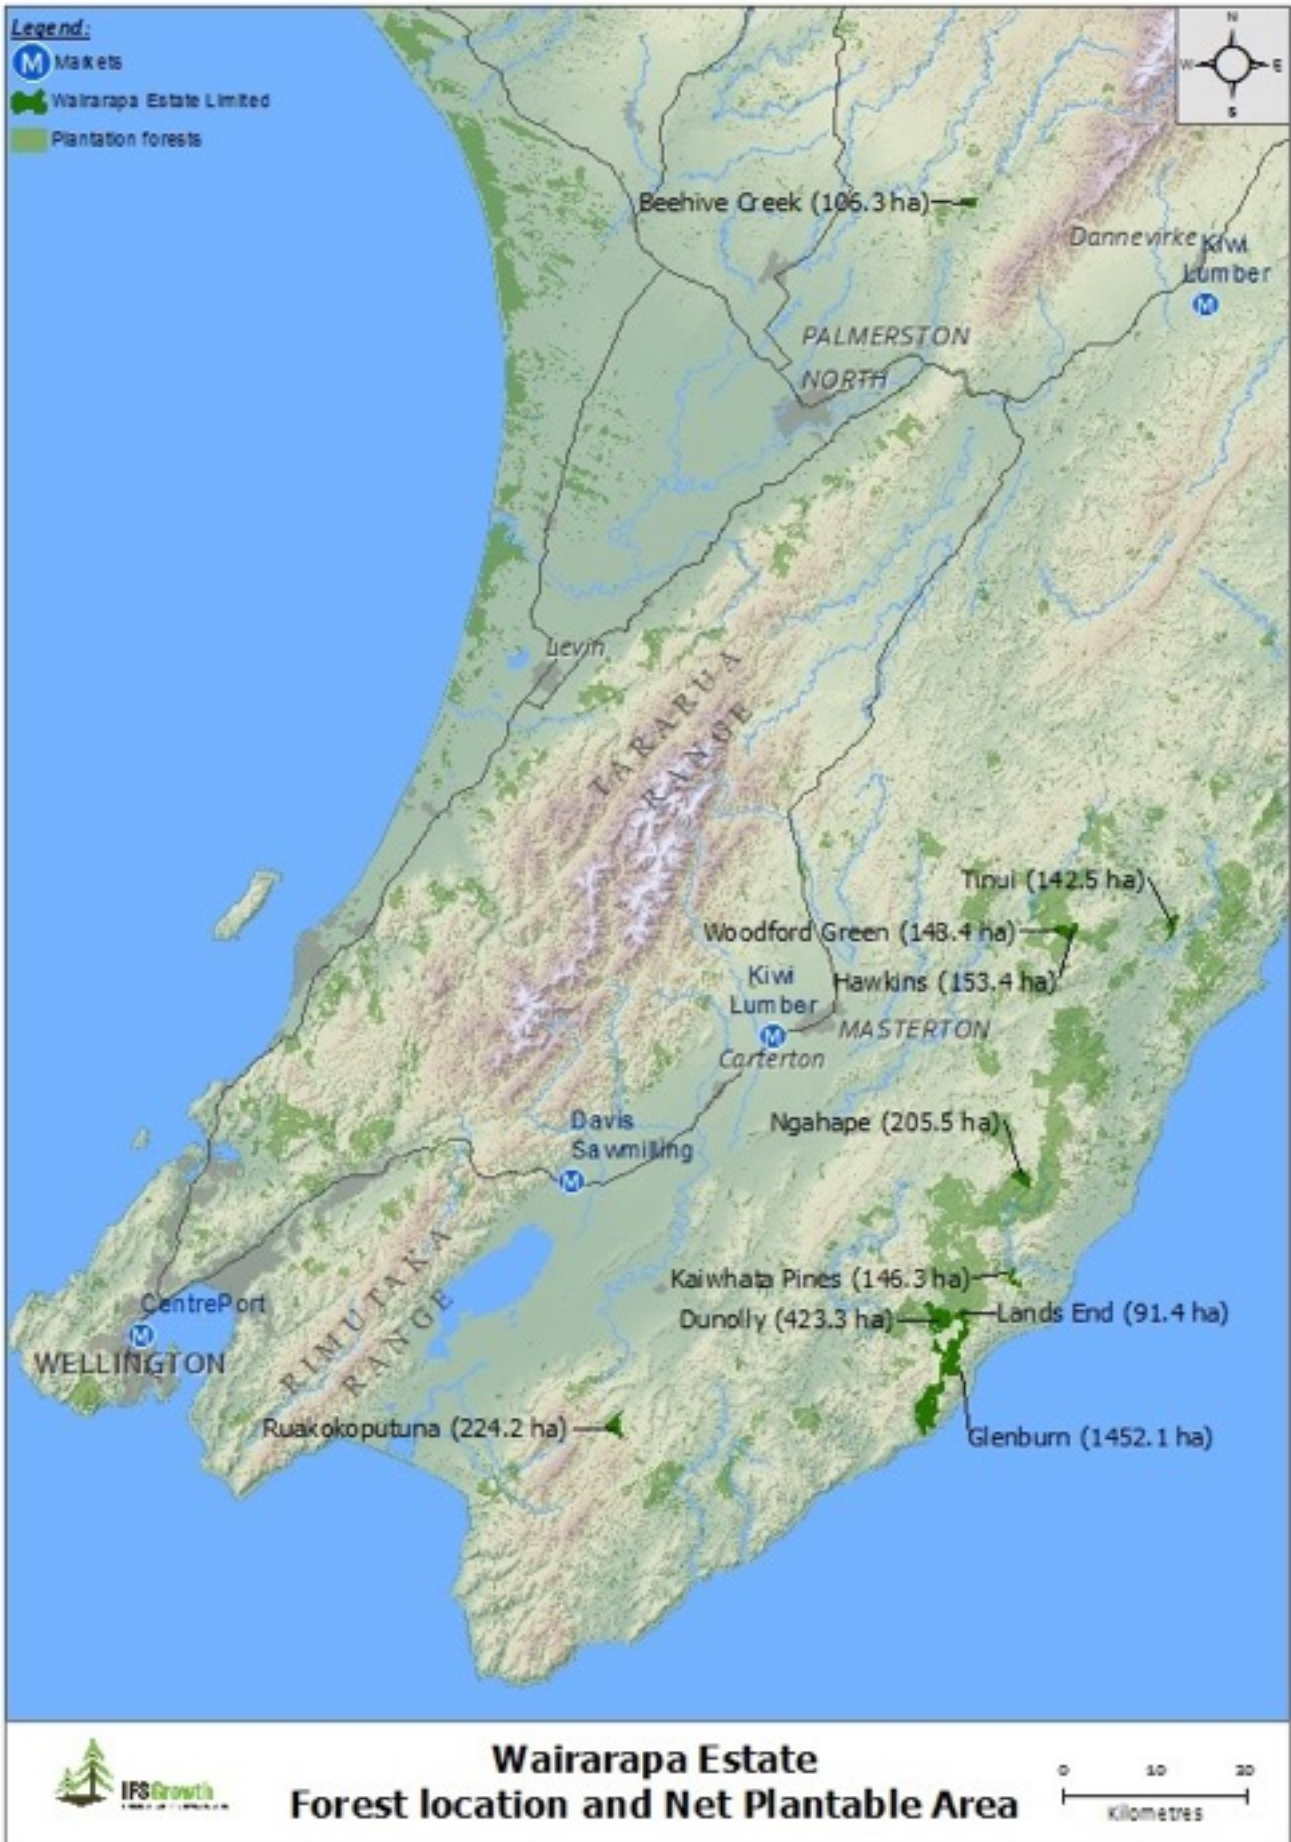 Legend:
Markets
Wairarapa Estate Limited
Plantation forests
N
W
E
S
Beehive Creek (106.3 ha)
Dannevirke
Kiwi
Lumber
M
PALMERSTON
NORTH
Levin
TARARUA
RANGE
Tinui (142.5 ha)
Woodford Green (148.4 ha)
Hawkins (153.4 ha)
Kiwi
Lumber
M
MASTERTON
Carterton
Ngahape (205.5 ha)
Davis
Sawmilling
M
Kaiwhata Pines (146.3 ha)
Lands End (91.4 ha)
Dunolly (423.3 ha)
CentrePort
M
WELLINGTON
RIMUTAKA
RANGE
Ruakokoputuna (224.2 ha)
Glenburn (1452.1 ha)
IFSGrowth
Wairarapa Estate
Forest location and Net Plantable Area
0 10 20
Kilometres